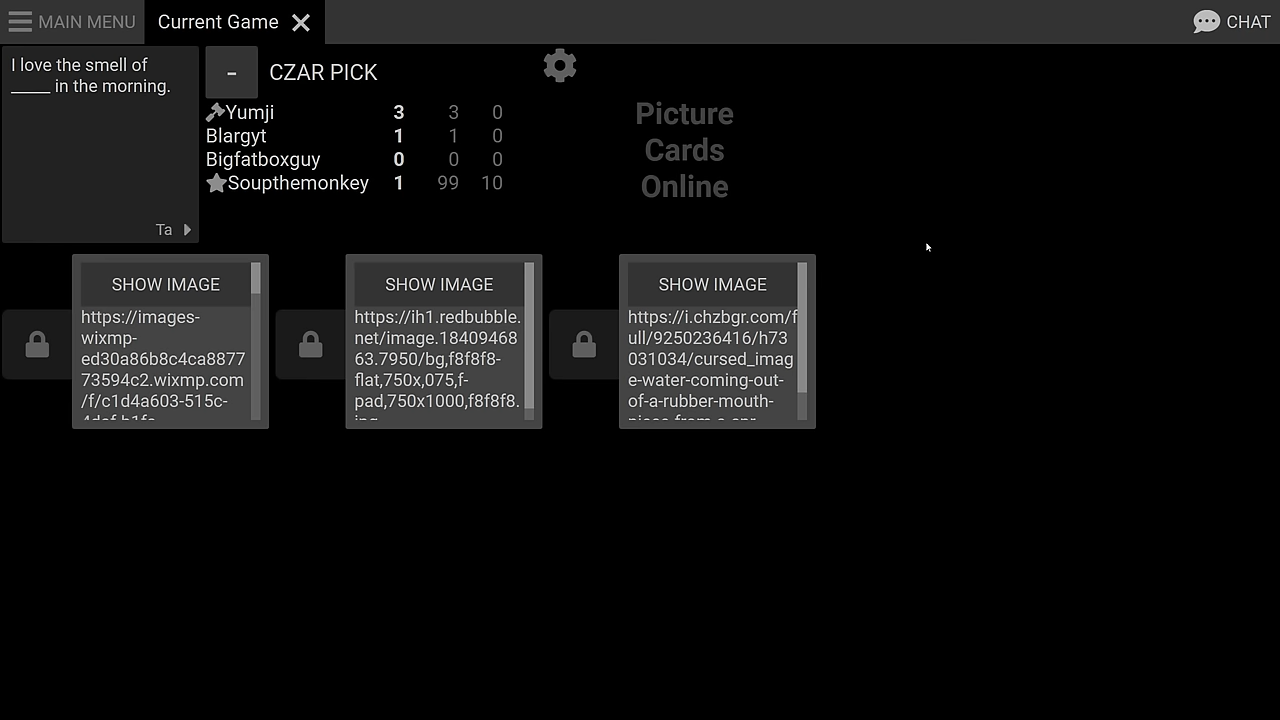 MAIN MENU
Current Game
CHAT
I love the smell of
_____ in the morning.
Ta
-
CZAR PICK
Yumji 3 3 0
Blargyt 1 1 0
Bigfatboxguy 0 0 0
Soupthemonkey 1 99 10
Picture
Cards
Online
SHOW IMAGE
https://images-
wixmp-
ed30a86b8c4ca8877
73594c2.wixmp.com
/f/c1d4a603-515c-
SHOW IMAGE
https://ih1.redbubble.
net/image.18409468
63.7950/bg,f8f8f8-
flat,750x,075,f-
pad,750x1000,f8f8f8.
SHOW IMAGE
https://i.chzbgr.com/f
ull/9250236416/h73
031034/cursed_imag
e-water-coming-out-
of-a-rubber-mouth-